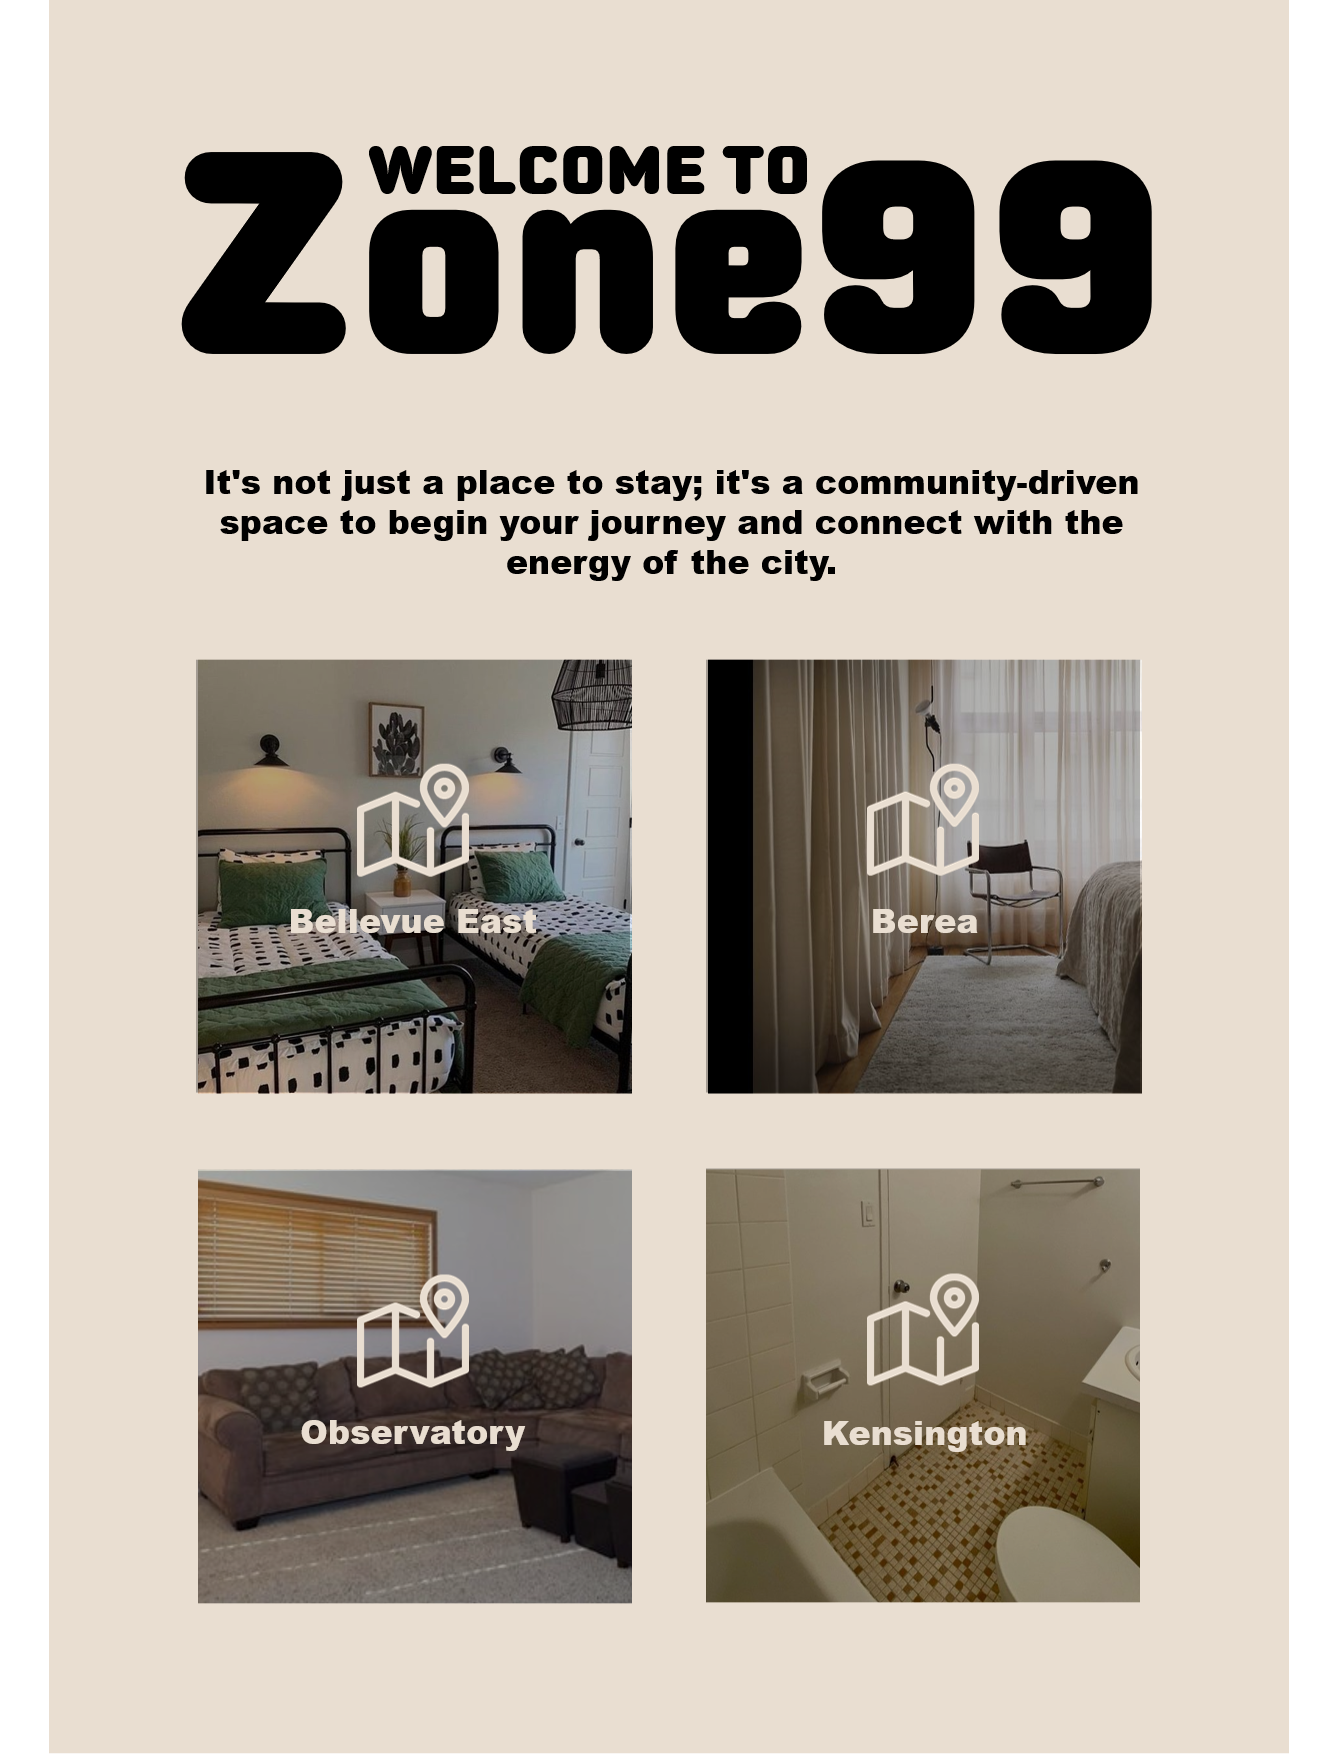 WELCOME TO
Zone99
It's not just a place to stay; it's a community-driven
space to begin your journey and connect with the
energy of the city.
Bellevue East
Berea
Observatory
Kensington